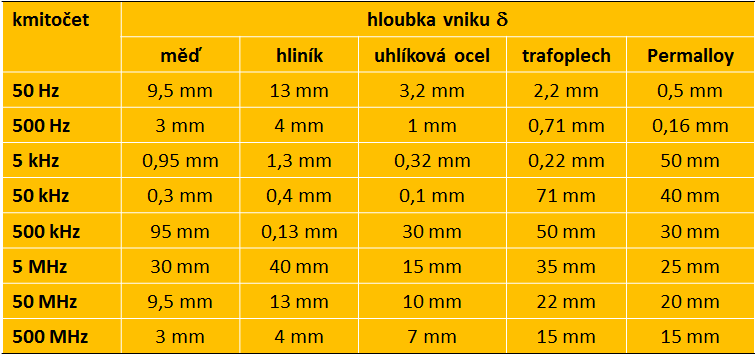 kmitočet hloubka vniku δ
měď hliník uhlíková ocel trafoplech Permalloy
50 Hz 9,5 mm 13 mm 3,2 mm 2,2 mm 0,5 mm
500 Hz 3 mm 4 mm 1 mm 0,71 mm 0,16 mm
5 kHz 0,95 mm 1,3 mm 0,32 mm 0,22 mm 50 mm
50 kHz 0,3 mm 0,4 mm 0,1 mm 71 mm 40 mm
500 kHz 95 mm 0,13 mm 30 mm 50 mm 30 mm
5 MHz 30 mm 40 mm 15 mm 35 mm 25 mm
50 MHz 9,5 mm 13 mm 10 mm 22 mm 20 mm
500 MHz 3 mm 4 mm 7 mm 15 mm 15 mm